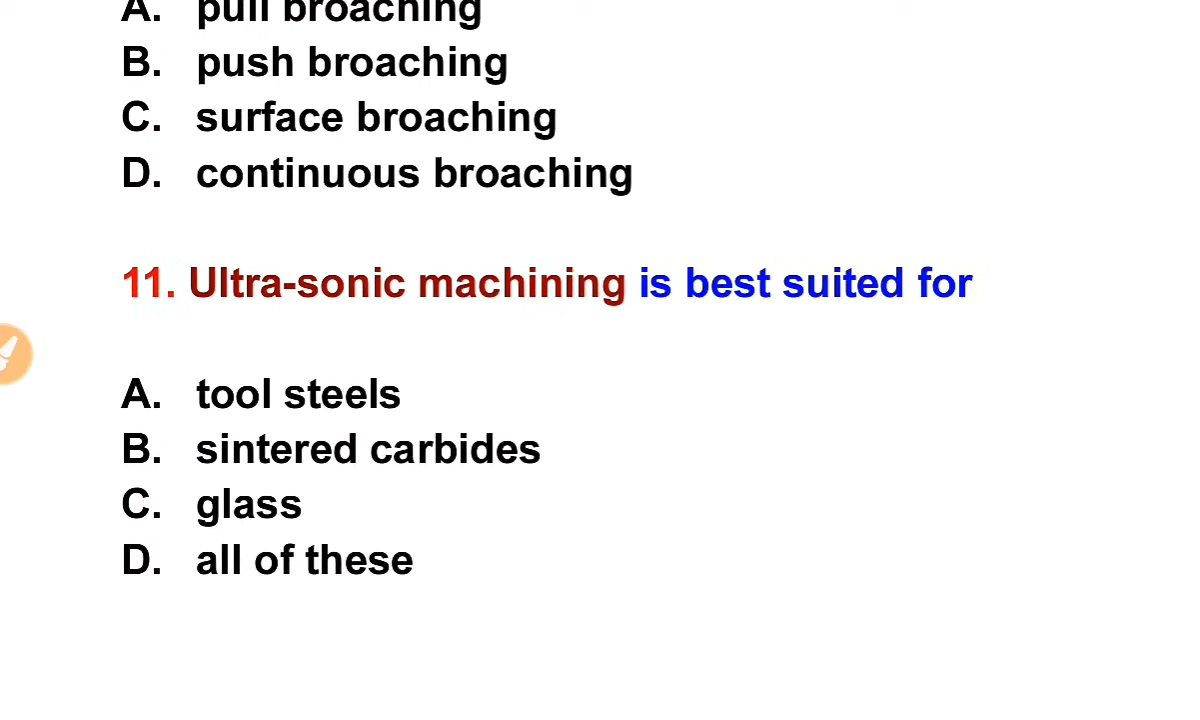 A. pull broaching
B. push broaching
C. surface broaching
D. continuous broaching
11. Ultra-sonic machining is best suited for
A. tool steels
B. sintered carbides
C. glass
D. all of these